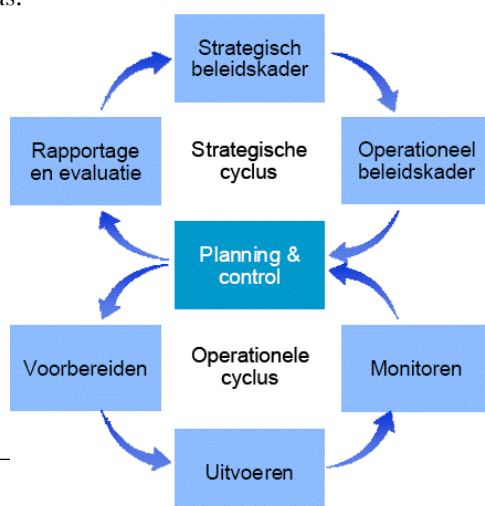 Strategisch
beleidskader
Rapportage
en evaluatie
Strategische
cyclus
Operationeel
beleidskader
Planning &
control
Voorbereiden
Operationele
cyclus
Monitoren
Uitvoeren